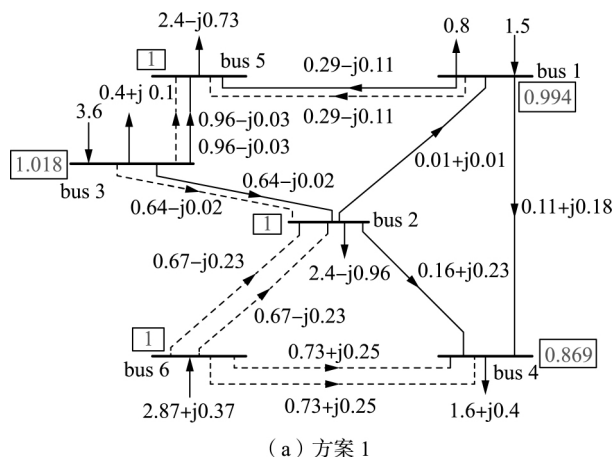 2.4−j0.73
1
bus 5
0.8
1.5
0.29−j0.11
bus 1
0.994
0.29−j0.11
0.4+j 0.1
3.6
0.96−j0.03
0.96−j0.03
1.018
bus 3
0.64−j0.02
0.64−j0.02
0.01+j0.01
0.11+j0.18
1
bus 2
0.67−j0.23
2.4−j0.96
0.16+j0.23
0.67−j0.23
1
bus 6
0.73+j0.25
0.869
bus 4
0.73+j0.25
2.87+j0.37
1.6+j0.4
（a）方案 1